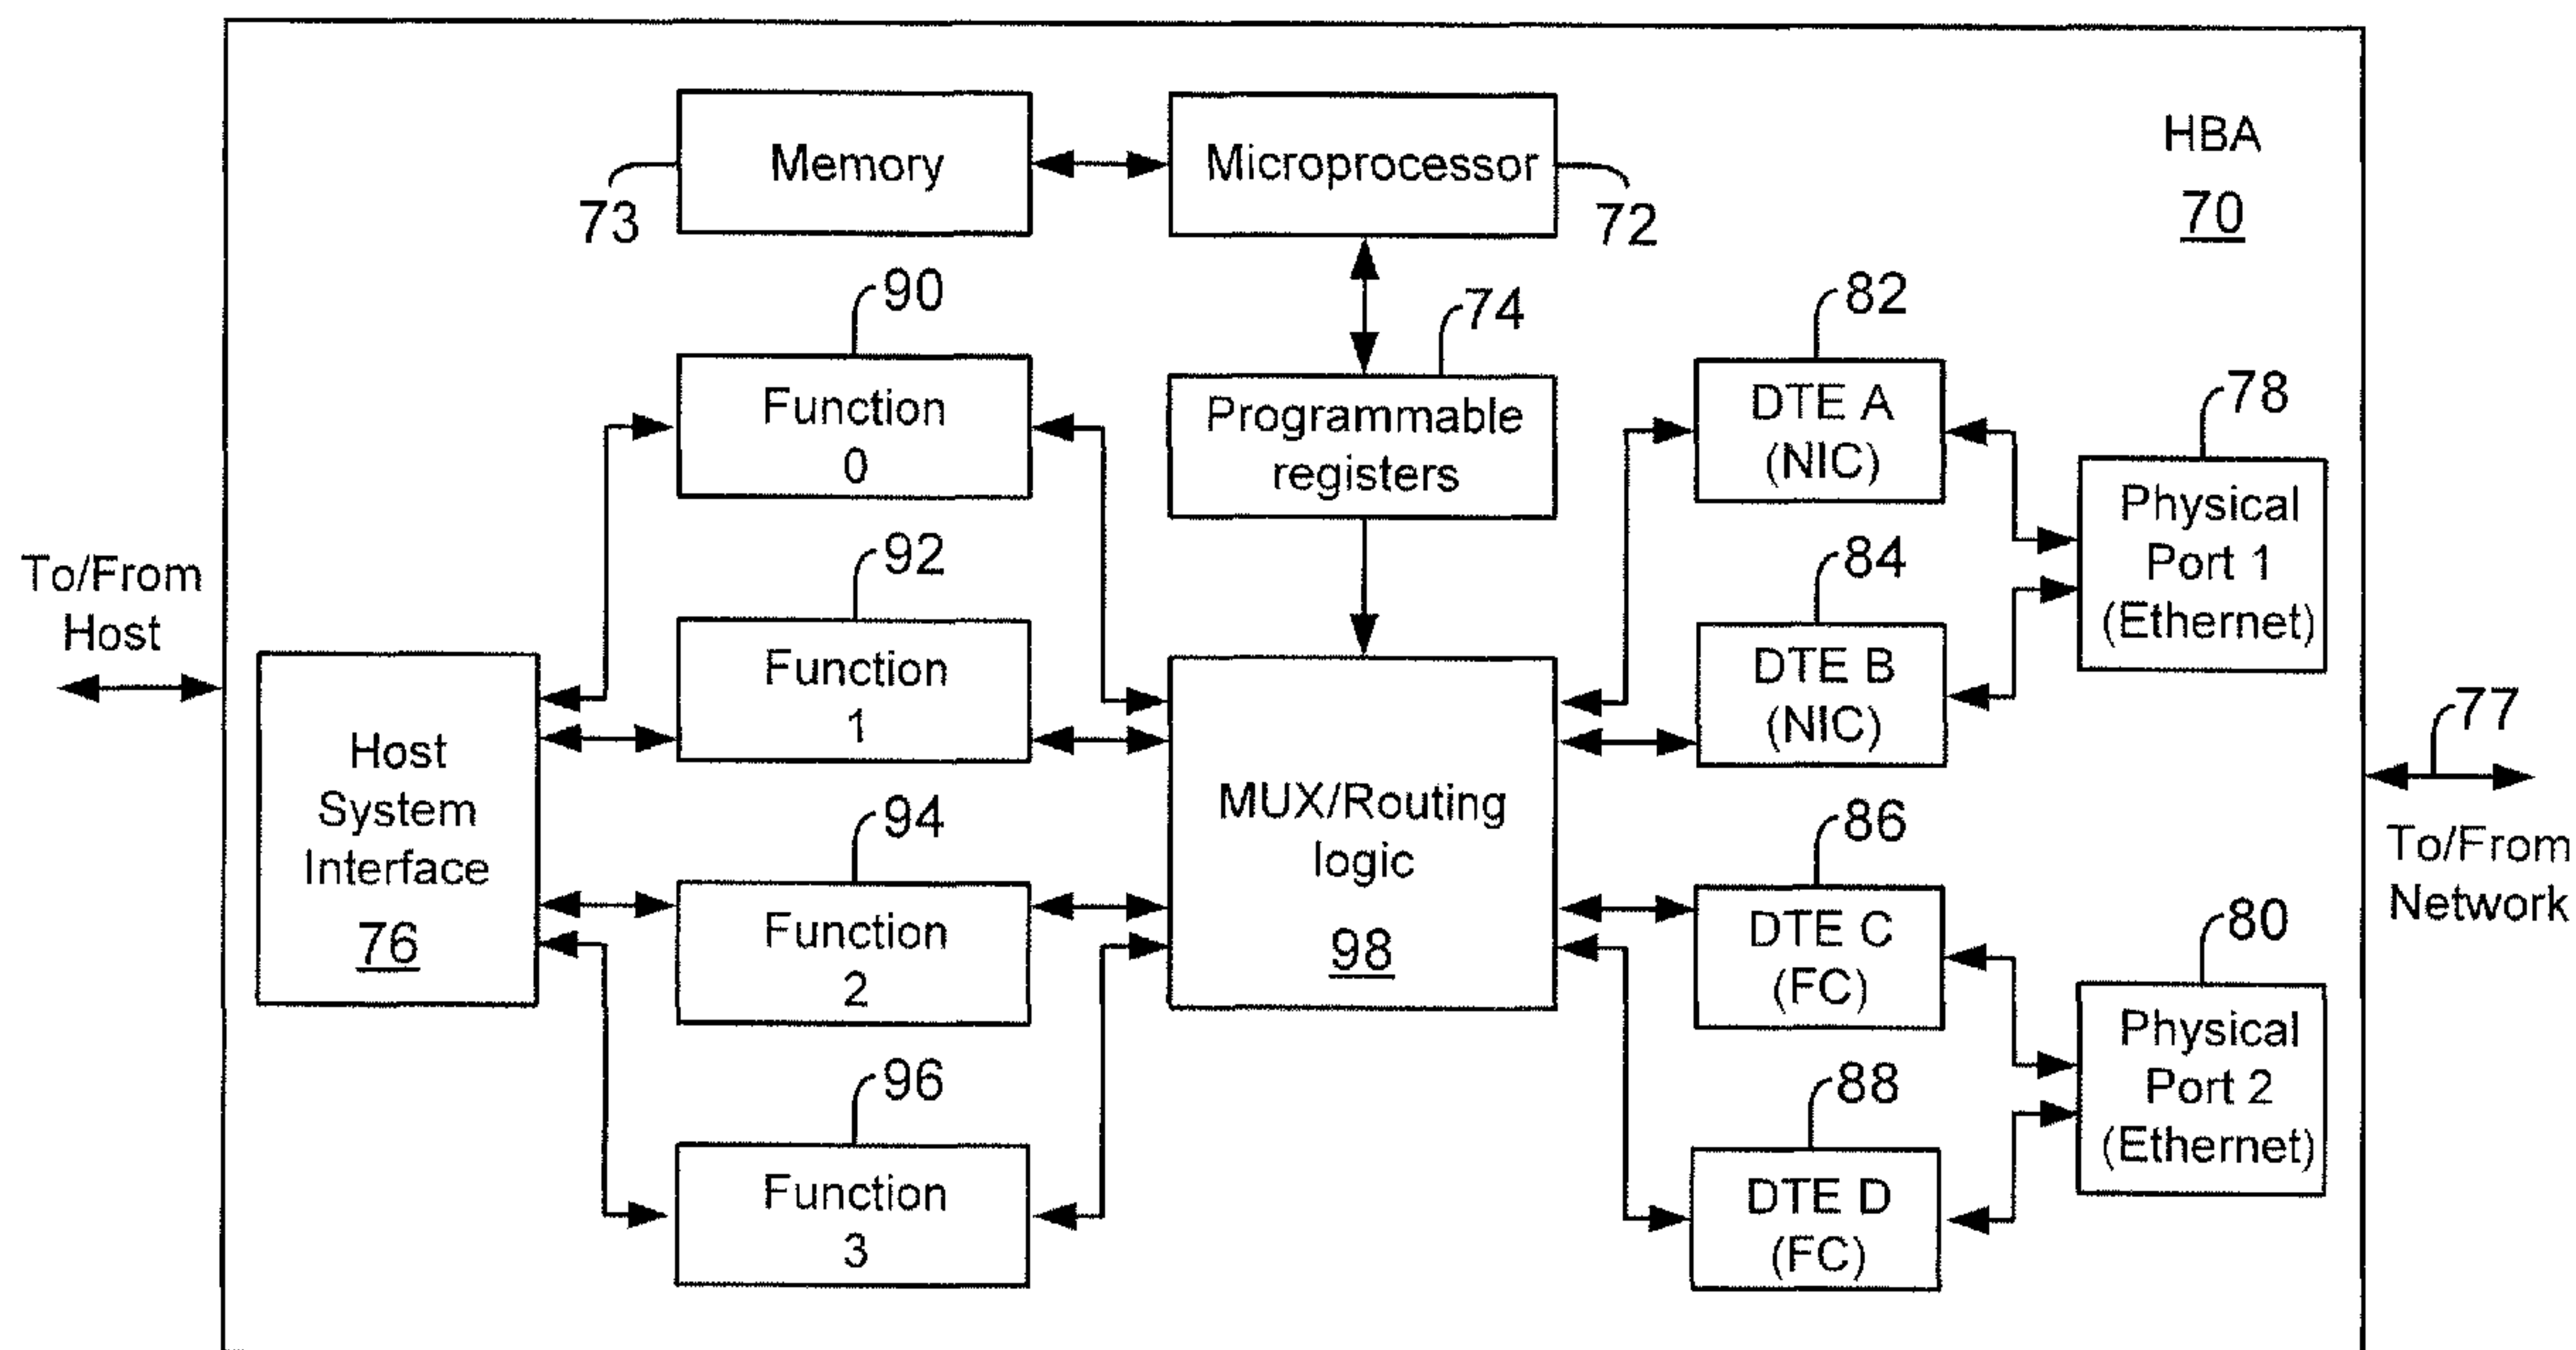 HBA
70
Memory
73
Microprocessor
72
90
Function
0
74
Programmable
registers
82
DTE A
(NIC)
78
Physical
Port 1
(Ethernet)
To/From
Host
92
Function
1
84
DTE B
(NIC)
77
To/From
Network
Host
System
Interface
76
94
Function
2
MUX/Routing
logic
98
86
DTE C
(FC)
80
Physical
Port 2
(Ethernet)
96
Function
3
88
DTE D
(FC)